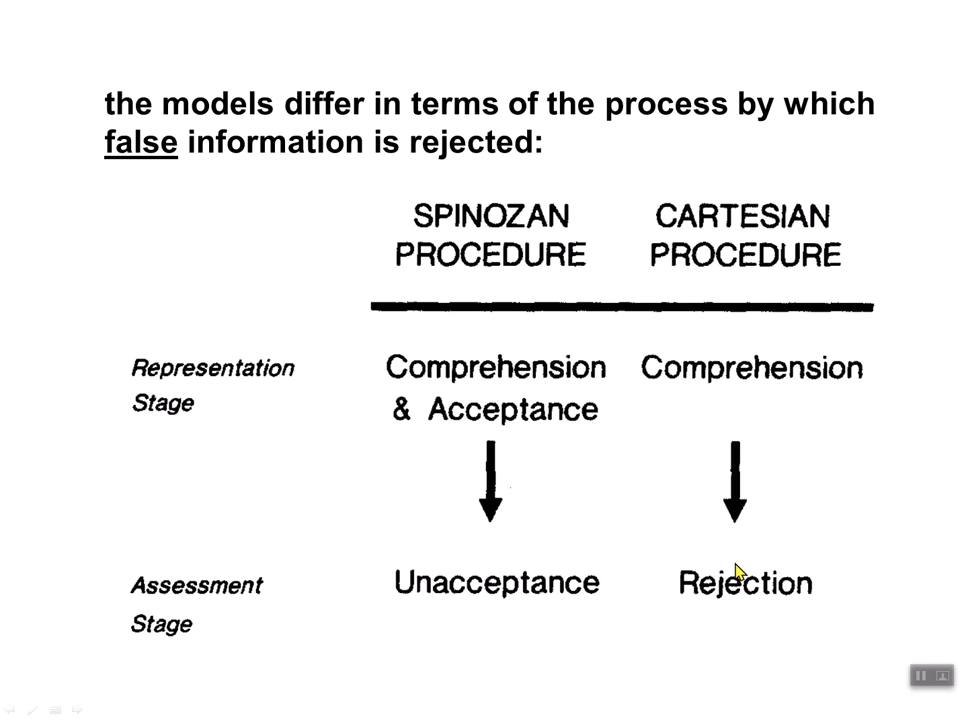 the models differ in terms of the process by which
false information is rejected:
SPINOZAN CARTESIAN
PROCEDURE PROCEDURE
Representation Comprehension Comprehension
Stage & Acceptance
Assessment Unacceptance Rejection
Stage